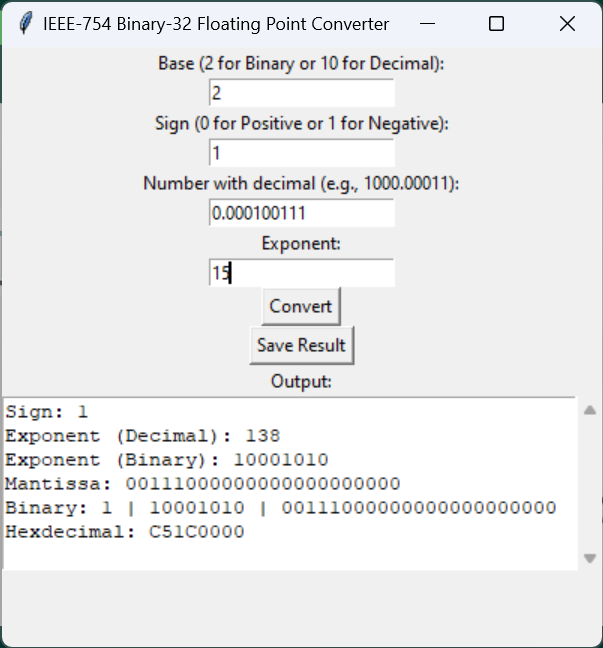 IEEE-754 Binary-32 Floating Point Converter
Base (2 for Binary or 10 for Decimal):
2
Sign (0 for Positive or 1 for Negative):
1
Number with decimal (e.g., 1000.00011):
0.000100111
Exponent:
15
Convert
Save Result
Output:
Sign: 1
Exponent (Decimal): 138
Exponent (Binary): 10001010
Mantissa: 00111000000000000000000
Binary: 1 | 10001010 | 00111000000000000000000
Hexdecimal: C51C0000